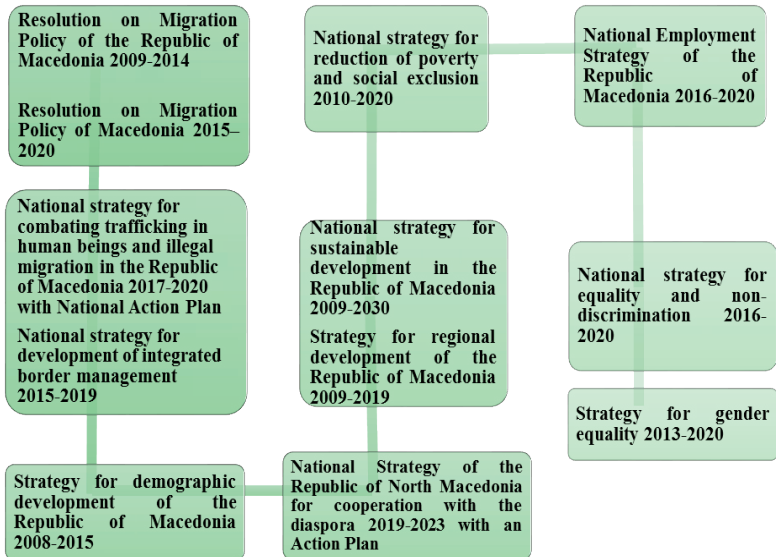 Resolution on Migration
Policy of the Republic of
Macedonia 2009-2014
Resolution on Migration
Policy of Macedonia 2015–
2020
National strategy for
combating trafficking in
human beings and illegal
migration in the Republic
of Macedonia 2017-2020
with National Action Plan
National strategy for
development of integrated
border management
2015-2019
Strategy for demographic
development of the
Republic of Macedonia
2008-2015
National Strategy of the
Republic of North Macedonia
for cooperation with the
diaspora 2019-2023 with an
Action Plan
National strategy for
sustainable
development in the
Republic of Macedonia
2009-2030
Strategy for regional
development of the
Republic of Macedonia
2009-2019
National strategy for
reduction of poverty
and social exclusion
2010-2020
National Employment
Strategy of the
Republic of
Macedonia 2016-2020
National strategy for
equality and non-
discrimination 2016-
2020
Strategy for gender
equality 2013-2020